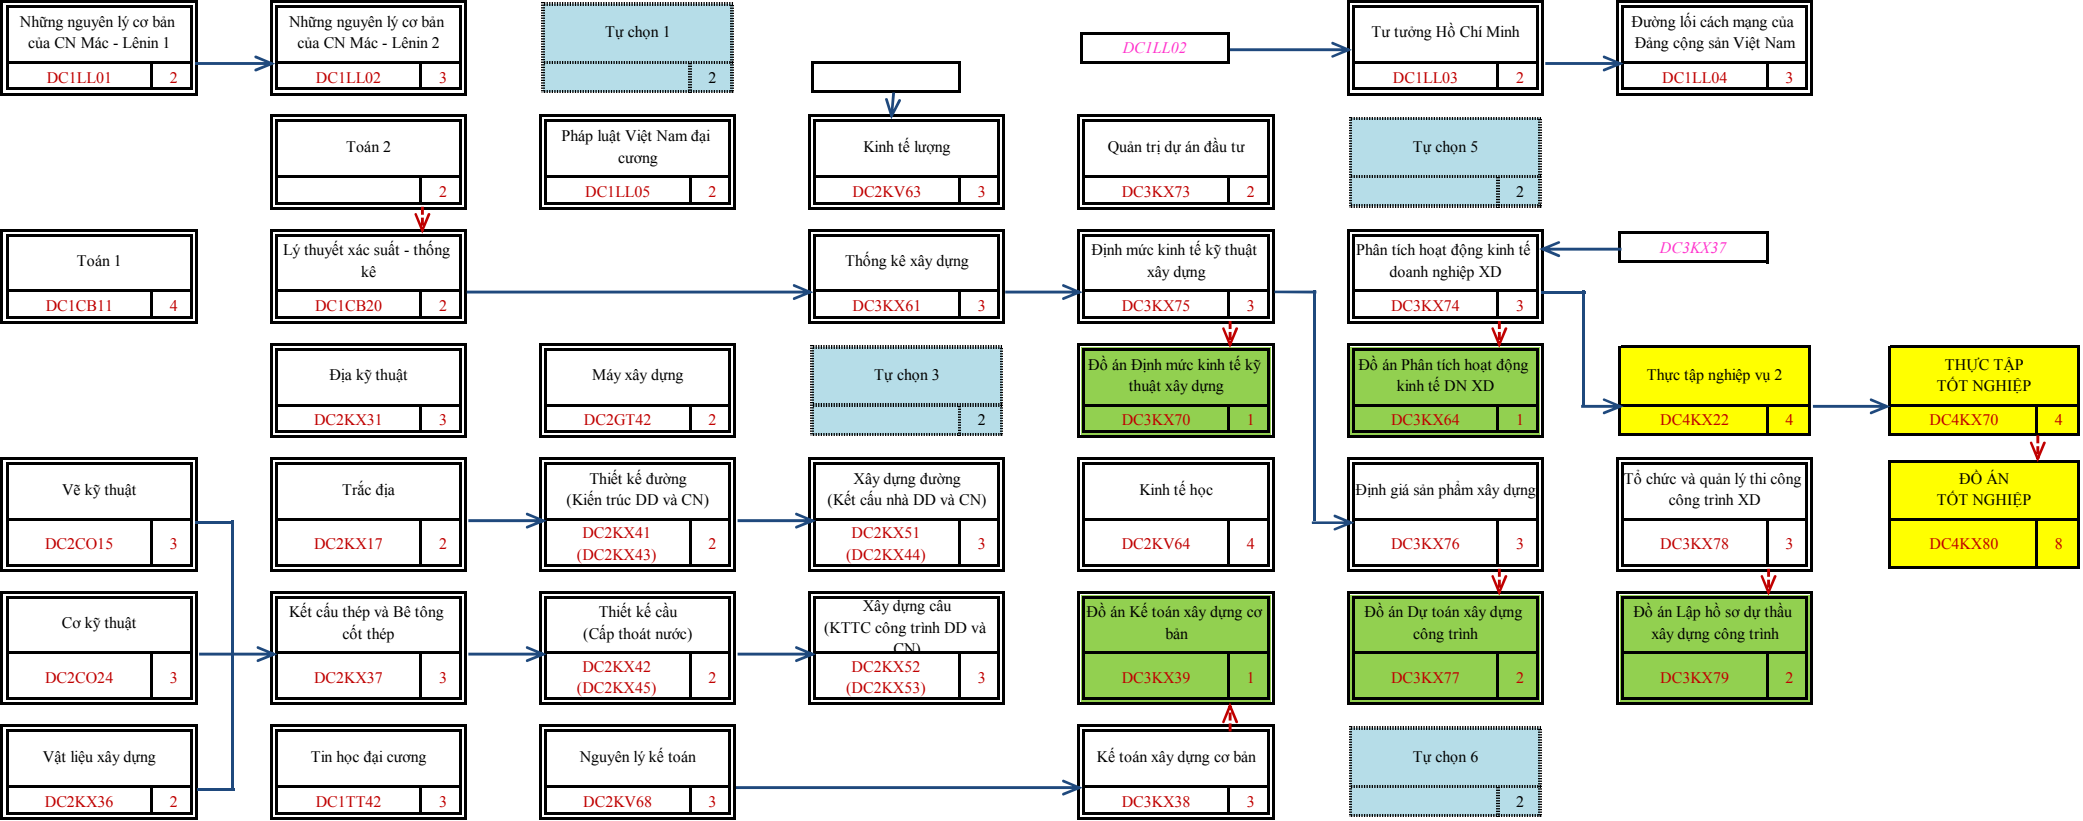 Những nguyên lý cơ bản
của CN Mác - Lênin 1
DC1LL01 2
Những nguyên lý cơ bản
của CN Mác - Lênin 2
DC1LL02 3
Tự chọn 1
2
DC1LL02
Tư tưởng Hồ Chí Minh
DC1LL03 2
Đường lối cách mạng của
Đảng cộng sản Việt Nam
DC1LL04 3
Toán 2
2
Pháp luật Việt Nam đại
cương
DC1LL05 2
Kinh tế lượng
DC2KV63 3
Quản trị dự án đầu tư
DC3KX73 2
Tự chọn 5
2
Toán 1
DC1CB11 4
Lý thuyết xác suất - thống
kê
DC1CB20 2
Thống kê xây dựng
DC3KX61 3
Định mức kinh tế kỹ thuật
xây dựng
DC3KX75 3
Phân tích hoạt động kinh tế
doanh nghiệp XD
DC3KX74 3
DC3KX37
Địa kỹ thuật
DC2KX31 3
Máy xây dựng
DC2GT42 2
Tự chọn 3
2
Đồ án Định mức kinh tế kỹ
thuật xây dựng
DC3KX70 1
Đồ án Phân tích hoạt động
kinh tế DN XD
DC3KX64 1
Thực tập nghiệp vụ 2
DC4KX22 4
THỰC TẬP
TỐT NGHIỆP
DC4KX70 4
Vẽ kỹ thuật
DC2CO15 3
Trắc địa
DC2KX17 2
Thiết kế đường
(Kiến trúc DD và CN)
DC2KX41
(DC2KX43) 2
Xây dựng đường
(Kết cấu nhà DD và CN)
DC2KX51
(DC2KX44) 3
Kinh tế học
DC2KV64 4
Định giá sản phẩm xây dựng
DC3KX76 3
Tổ chức và quản lý thi công
công trình XD
DC3KX78 3
ĐỒ ÁN
TỐT NGHIỆP
DC4KX80 8
Cơ kỹ thuật
DC2CO24 3
Kết cấu thép và Bê tông
cốt thép
DC2KX37 3
Thiết kế cầu
(Cấp thoát nước)
DC2KX42
(DC2KX45) 2
Xây dựng cầu
(KTTC công trình DD và
CN)
DC2KX52
(DC2KX53) 3
Đồ án Kế toán xây dựng cơ
bản
DC3KX39 1
Đồ án Dự toán xây dựng
công trình
DC3KX77 2
Đồ án Lập hồ sơ dự thầu
xây dựng công trình
DC3KX79 2
Vật liệu xây dựng
DC2KX36 2
Tin học đại cương
DC1TT42 3
Nguyên lý kế toán
DC2KV68 3
Kế toán xây dựng cơ bản
DC3KX38 3
Tự chọn 6
2